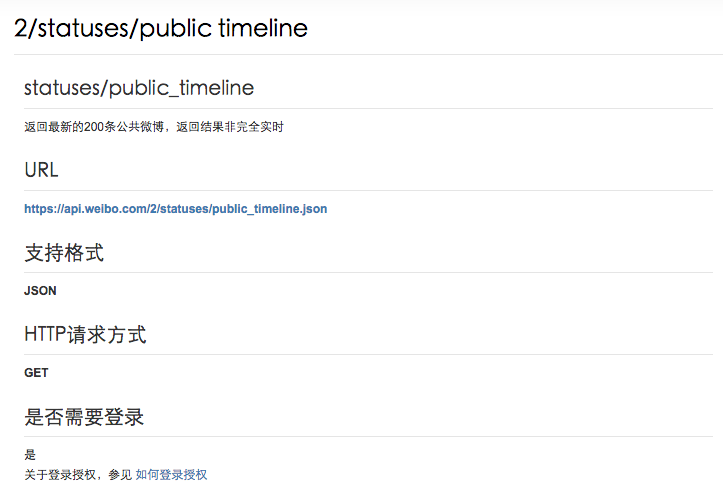 2/statuses/public timeline
statuses/public_timeline
返回最新的200条公共微博，返回结果非完全实时
URL
https://api.weibo.com/2/statuses/public_timeline.json
支持格式
JSON
HTTP请求方式
GET
是否需要登录
是
关于登录授权，参见 如何登录授权